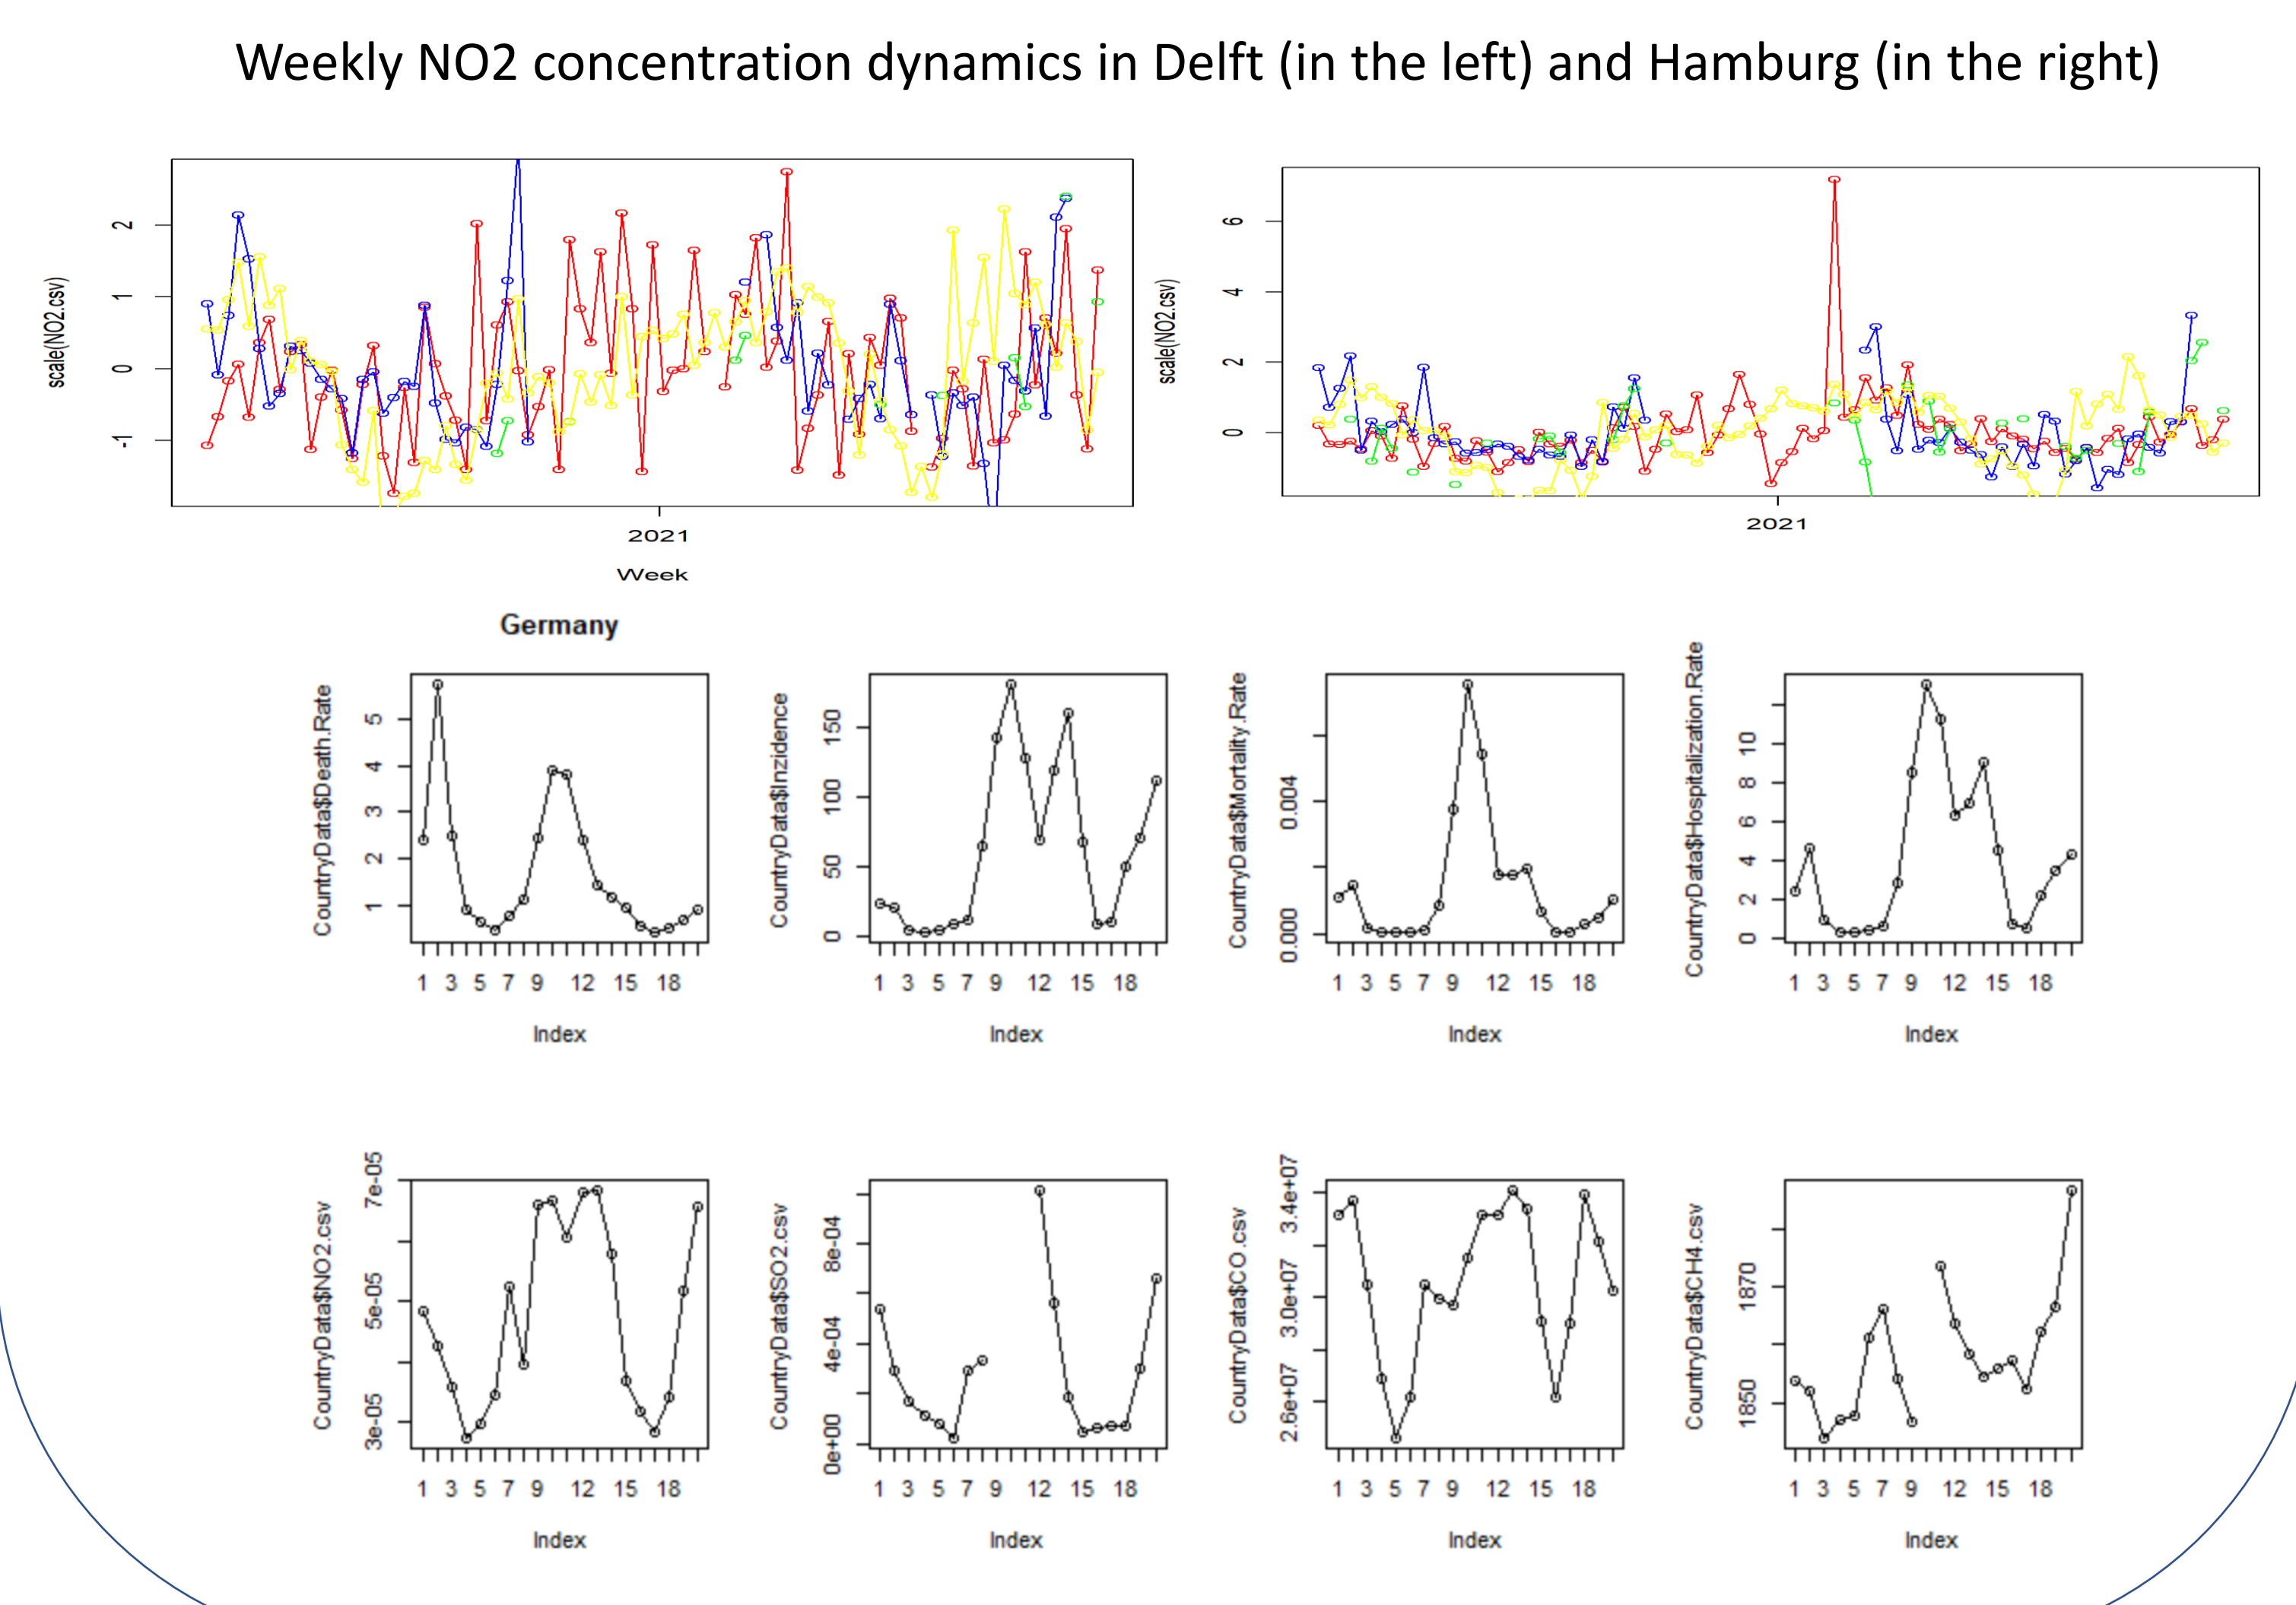 Weekly NO2 concentration dynamics in Delft (in the left) and Hamburg (in the right)
scale(NO2.csv)
2
1
0
-1
2021
Week
scale(NO2.csv)
6
4
2
0
2021
Germany
CountryData$Death.Rate
5
4
3
2
1
1 3 5 7 9 12 15 18
Index
CountryData$Inzidence
150
100
50
0
1 3 5 7 9 12 15 18
Index
CountryData$Mortality.Rate
0.004
0.000
1 3 5 7 9 12 15 18
Index
CountryData$Hospitalization.Rate
10
8
6
4
2
0
1 3 5 7 9 12 15 18
Index
CountryData$NO2.csv
7e-05
5e-05
3e-05
1 3 5 7 9 12 15 18
Index
CountryData$SO2.csv
8e-04
4e-04
0e+00
1 3 5 7 9 12 15 18
Index
CountryData$CO.csv
3.4e+07
3.0e+07
2.6e+07
1 3 5 7 9 12 15 18
Index
CountryData$CH4.csv
1870
1850
1 3 5 7 9 12 15 18
Index